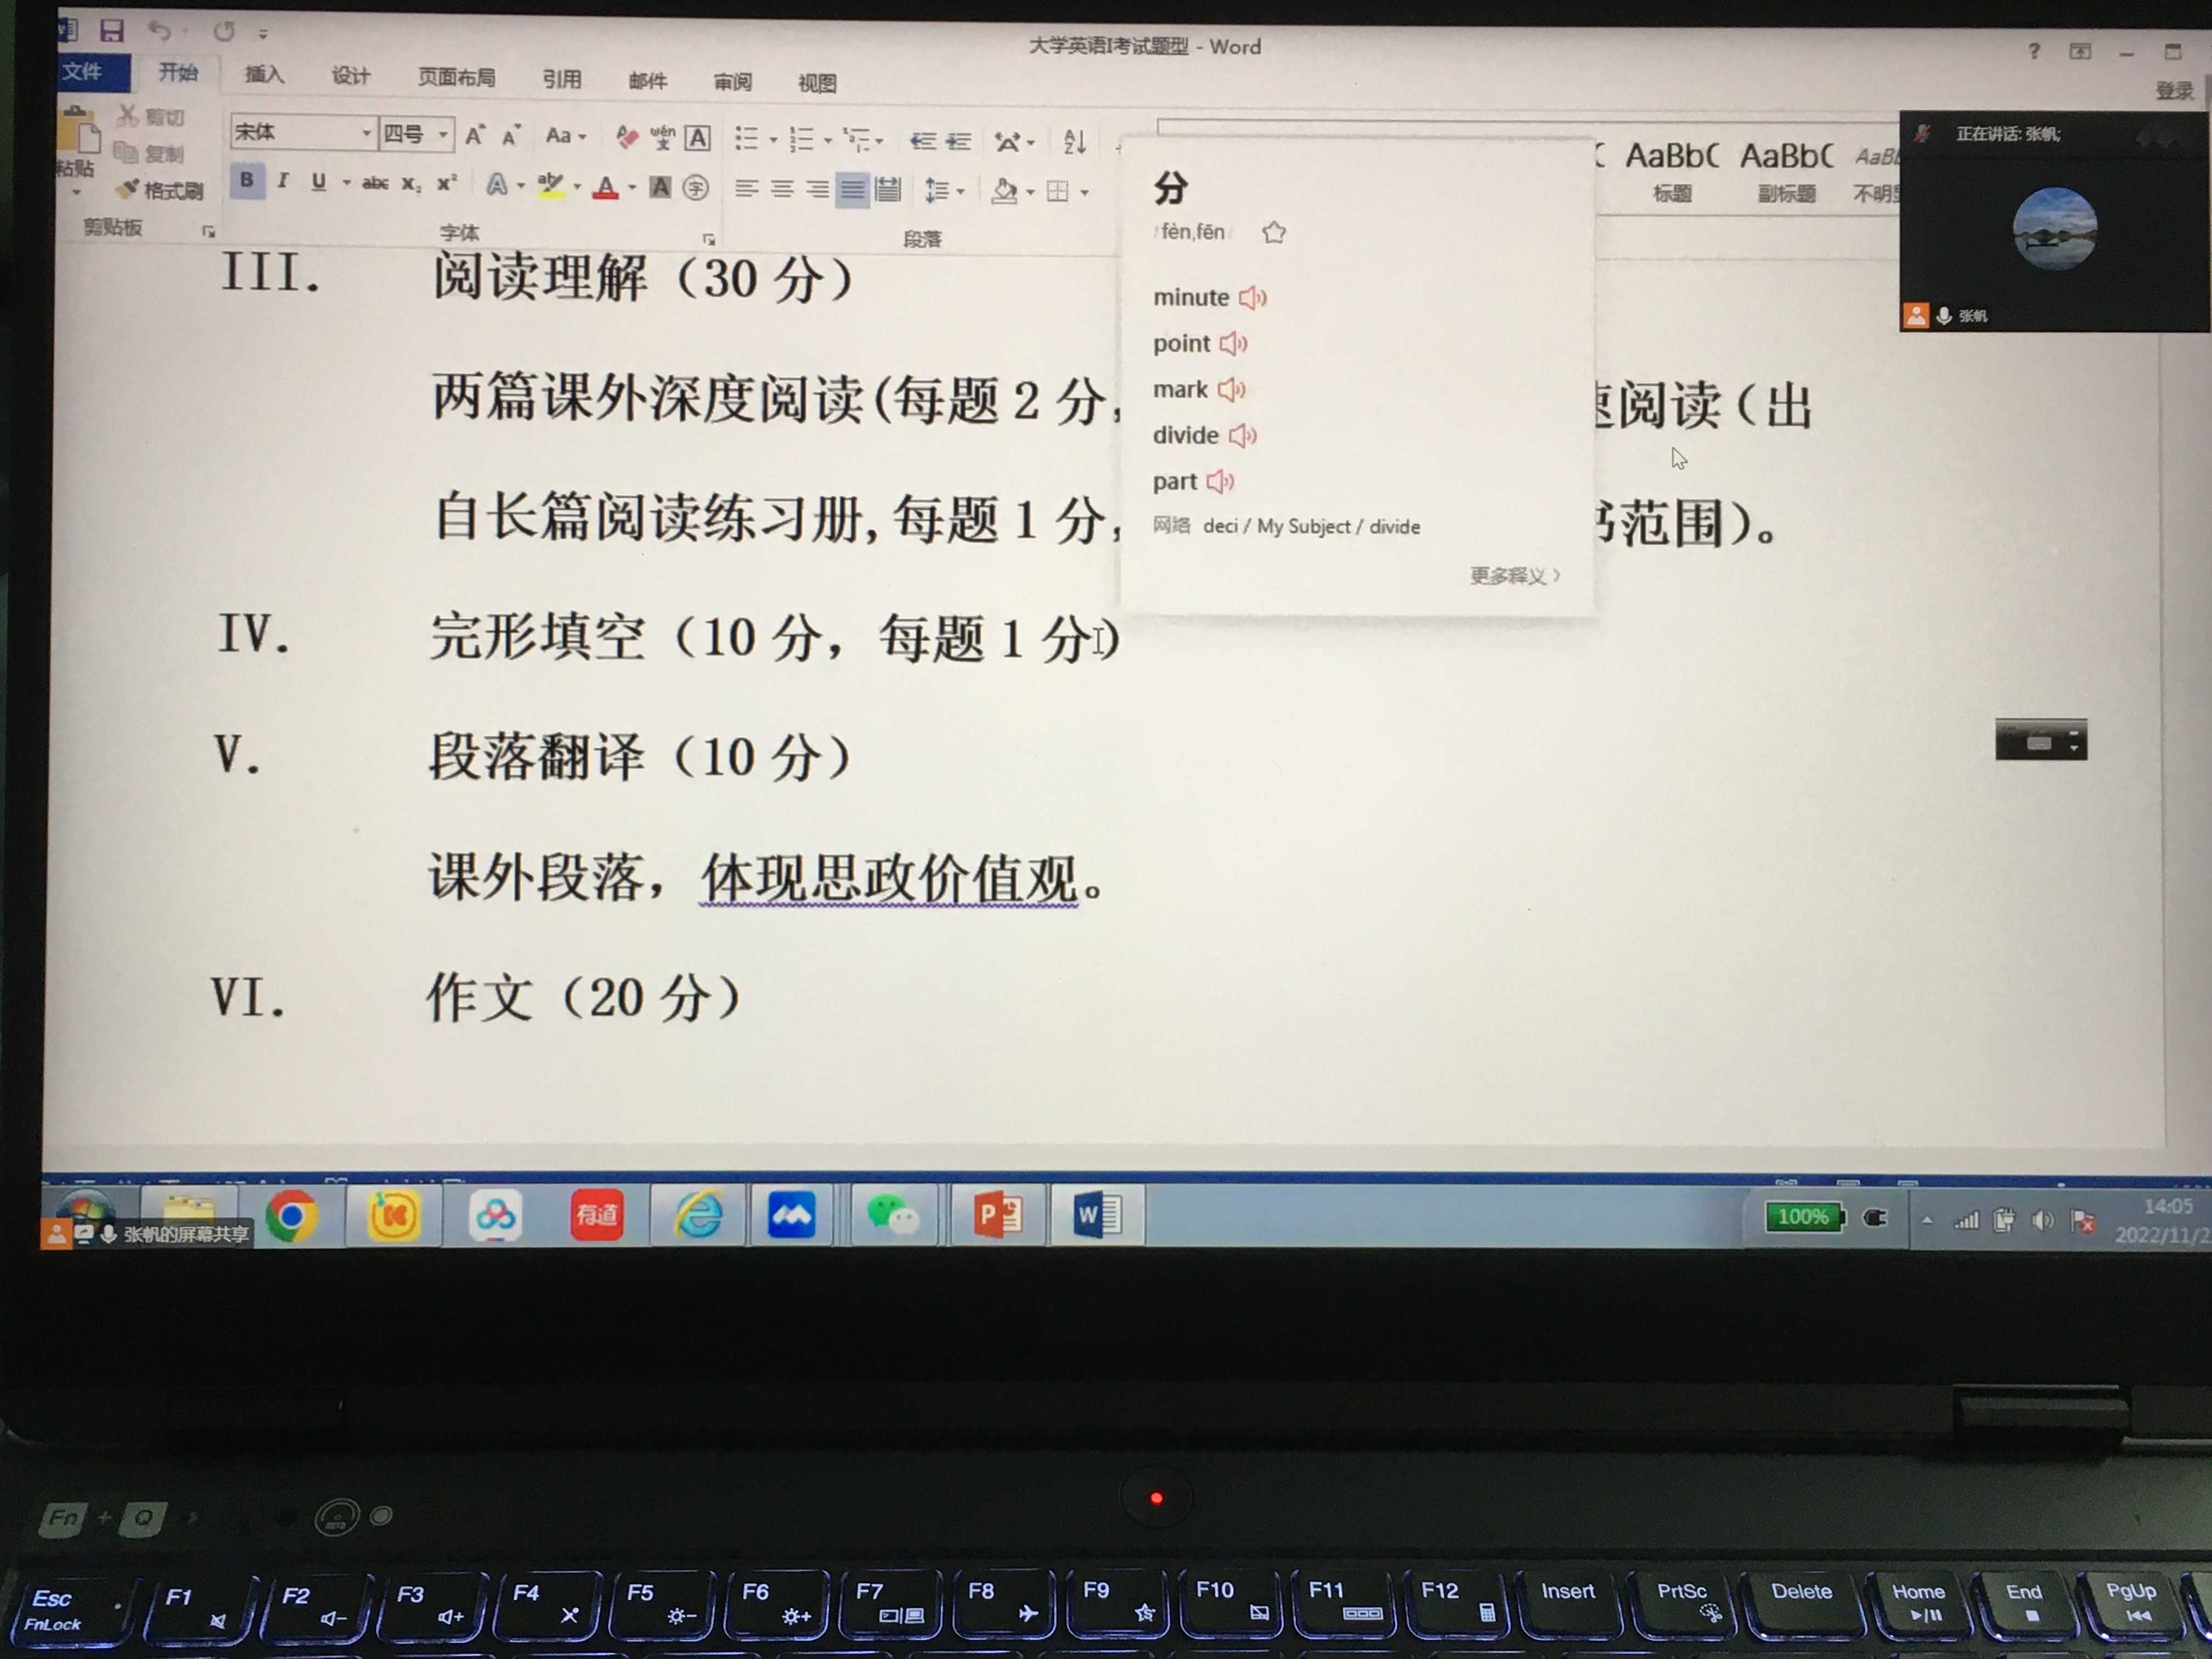 大学英语I考试题型 - Word
?
登录
文件 开始 插入 设计 页面布局 引用 邮件 审阅 视图
剪切
复制
格式刷
粘贴
剪贴板
宋体 四号 Aa wén 文 A
B I U abc X₂ X² A aby A A 字
字体
段落
AaBbC AaBbC AaBb
标题 副标题
正在讲话: 张帆;
张帆
分
fèn,fēn
minute
point
mark
divide
part
网络 deci / My Subject / divide
更多释义
III. 阅读理解（30 分）
两篇课外深度阅读(每题 2 分, 速阅读（出
自长篇阅读练习册, 每题 1 分, 书范围)。
IV. 完形填空（10 分，每题 1 分）
V. 段落翻译（10 分）
课外段落，体现思政价值观。
VI. 作文（20 分）
有道
100%
14:05
2022/11/2
张帆的屏幕共享
Fn + Q
Esc F1 F2 F3 F4 F5 F6 F7 F8 F9 F10 F11 F12 Insert PrtSc Delete Home End PgUp
FnLock